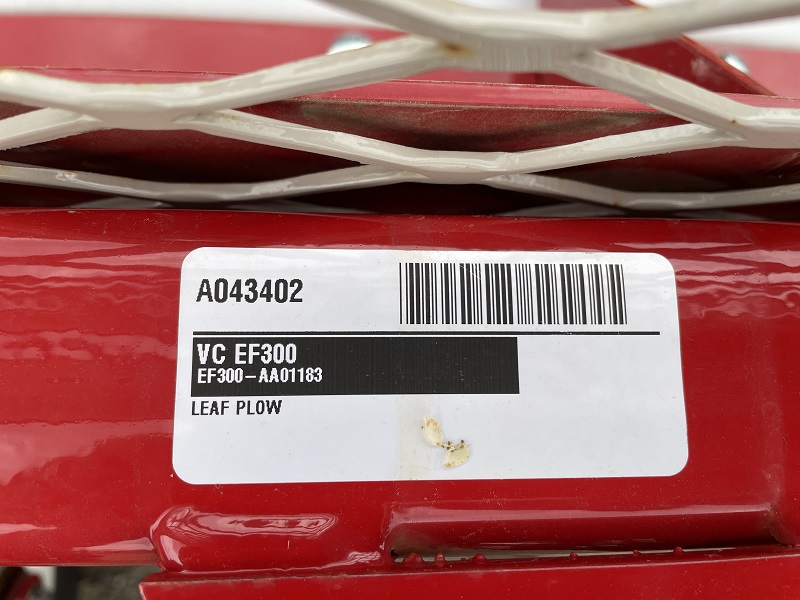 A043402
VC EF300
EF300-AA01183
LEAF PLOW